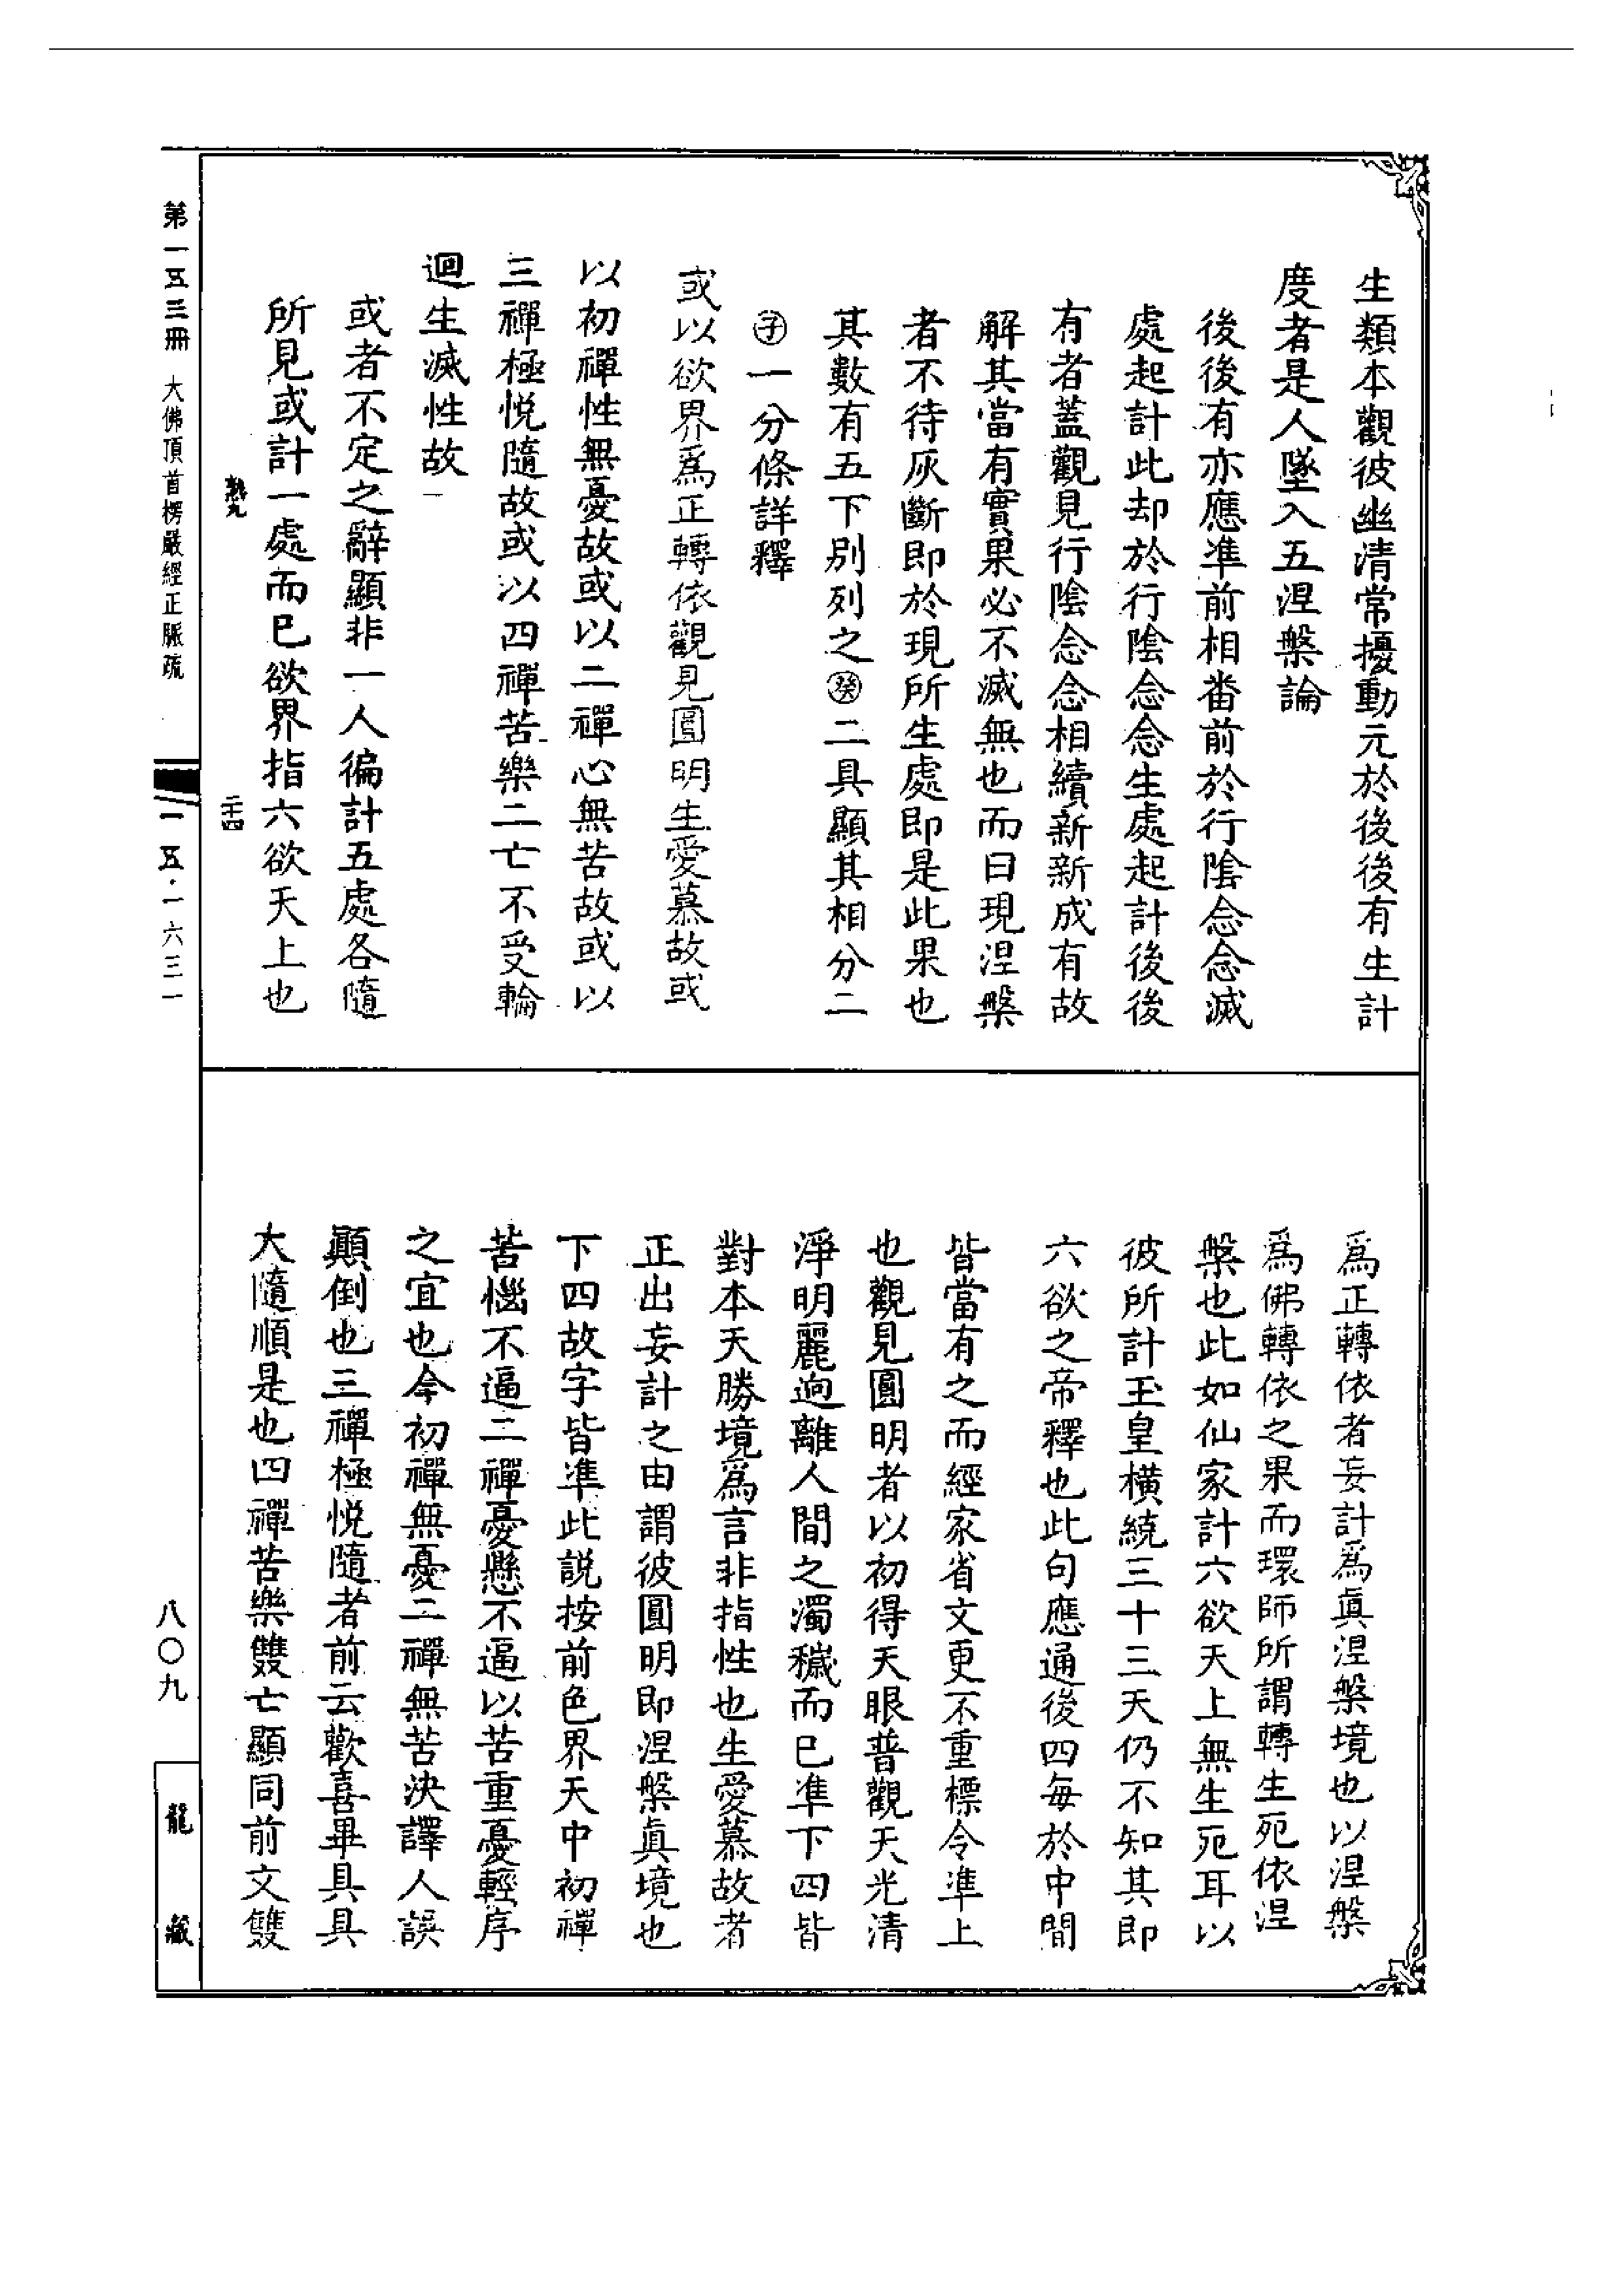 生類本觀彼幽清常擾動元於後後有生計
度者是人墜入五涅槃論
後後有亦應準前相番前於行陰念念滅
處起計此却於行陰念念生處起計後後
有者蓋觀見行陰念念相續新新成有故
解其當有實果必不滅無也而曰現涅槃
者不待灰斷即於現所生處即是此果也
其數有五下別列之㊂癸二具顯其相分二
㊂子一分條詳釋
或以欲界爲正轉依觀見圓明生愛慕故或
以初禪性無憂故或以二禪心無苦故或以
三禪極悅隨故或以四禪苦樂二亡不受輪
迴生滅性故
或者不定之辭顯非一人徧計五處各隨
所見或計一處而已欲界指六欲天上也
爲正轉依者妄計爲眞涅槃境也以涅槃
爲佛轉依之果而環師所謂轉生死依涅
槃也此如仙家計六欲天上無生死耳以
彼所計玉皇橫統三十三天仍不知其即
六欲之帝釋也此句應通後四每於中間
皆當有之而經家省文更不重標令準上
也觀見圓明者以初得天眼普觀天光清
淨明麗逈離人間之濁穢而已準下四皆
對本天勝境爲言非指性也生愛慕故者
正出妄計之由謂彼圓明即涅槃眞境也
下四故字皆準此說按前色界天中初禪
苦惱不逼二禪憂懸不逼以苦重憂輕序
之宜也今初禪無憂二禪無苦決譯人誤
顚倒也三禪極悅隨者前云歡喜畢具具
大隨順是也四禪苦樂雙亡顯同前文雙
第一五三冊　大佛頂首楞嚴經正脈疏
二十四
一五·一六三一
八〇九
龍藏